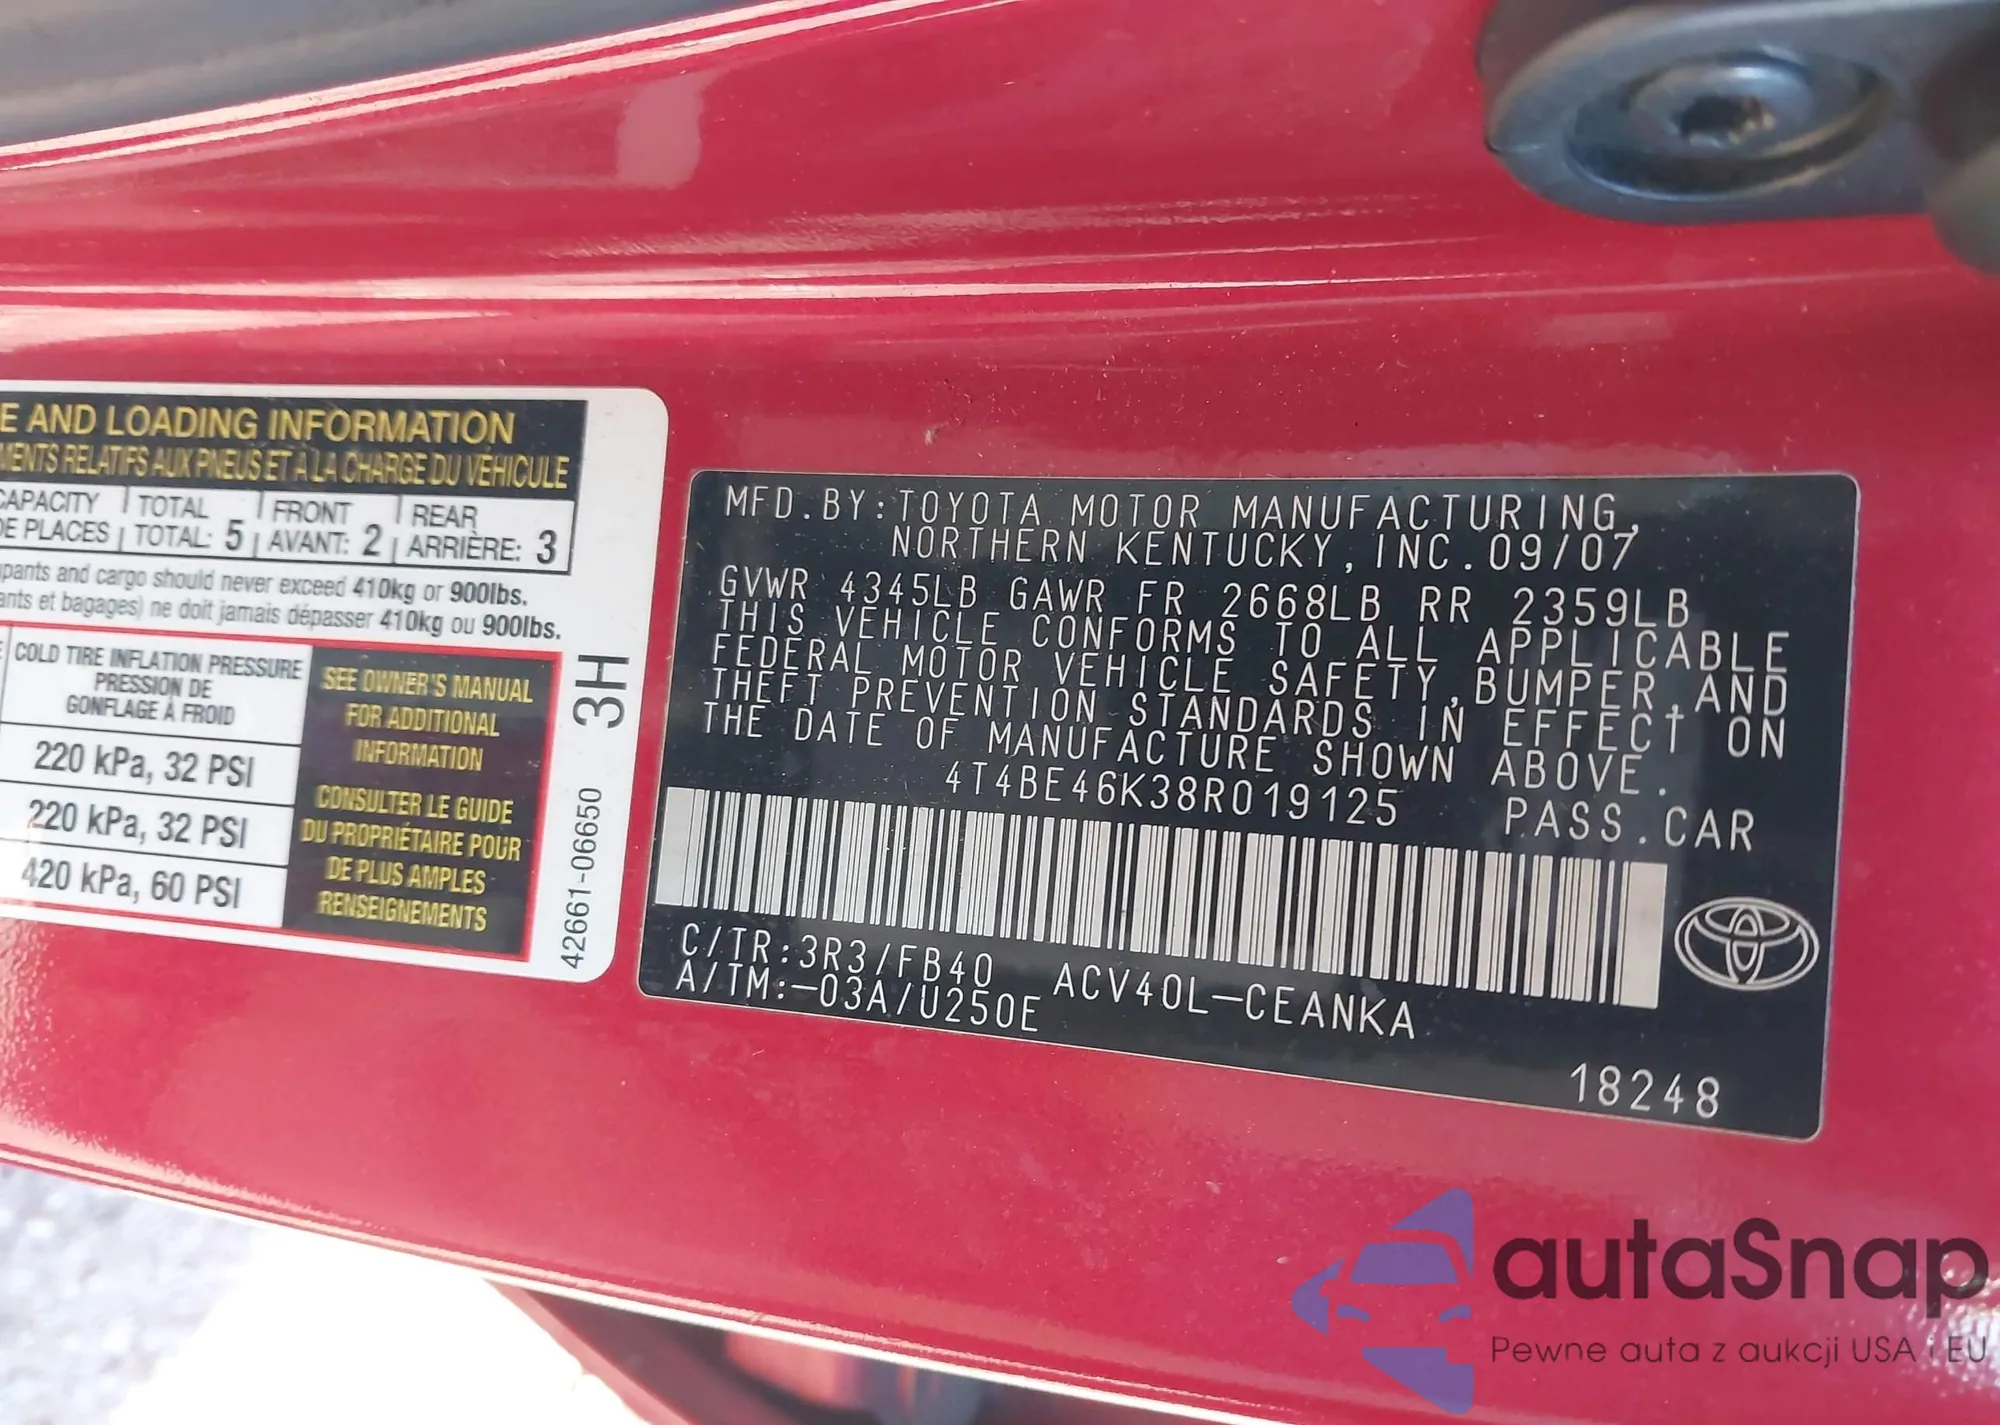 E AND LOADING INFORMATION
MENTS RELATIFS AUX PNEUS ET À LA CHARGE DU VÉHICULE
CAPACITY TOTAL FRONT REAR
DE PLACES TOTAL: 5 AVANT: 2 ARRIÈRE: 3
pants and cargo should never exceed 410kg or 900lbs.
ants et bagages) ne doit jamais dépasser 410kg ou 900lbs.
COLD TIRE INFLATION PRESSURE
PRESSION DE
GONFLAGE À FROID
220 kPa, 32 PSI
220 kPa, 32 PSI
420 kPa, 60 PSI
SEE OWNER'S MANUAL
FOR ADDITIONAL
INFORMATION
CONSULTER LE GUIDE
DU PROPRIÉTAIRE POUR
DE PLUS AMPLES
RENSEIGNEMENTS
3H
42661-06650
MFD.BY:TOYOTA MOTOR MANUFACTURING,
NORTHERN KENTUCKY,INC.09/07
GVWR 4345LB GAWR FR 2668LB RR 2359LB
THIS VEHICLE CONFORMS TO ALL APPLICABLE
FEDERAL MOTOR VEHICLE SAFETY,BUMPER,AND
THEFT PREVENTION STANDARDS IN EFFECT ON
THE DATE OF MANUFACTURE SHOWN ABOVE.
4T4BE46K38R019125 PASS.CAR
C/TR:3R3/FB40 ACV40L-CEANKA
A/TM:-03A/U250E
18248
autaSnap
Pewne auta z aukcji USA i EU